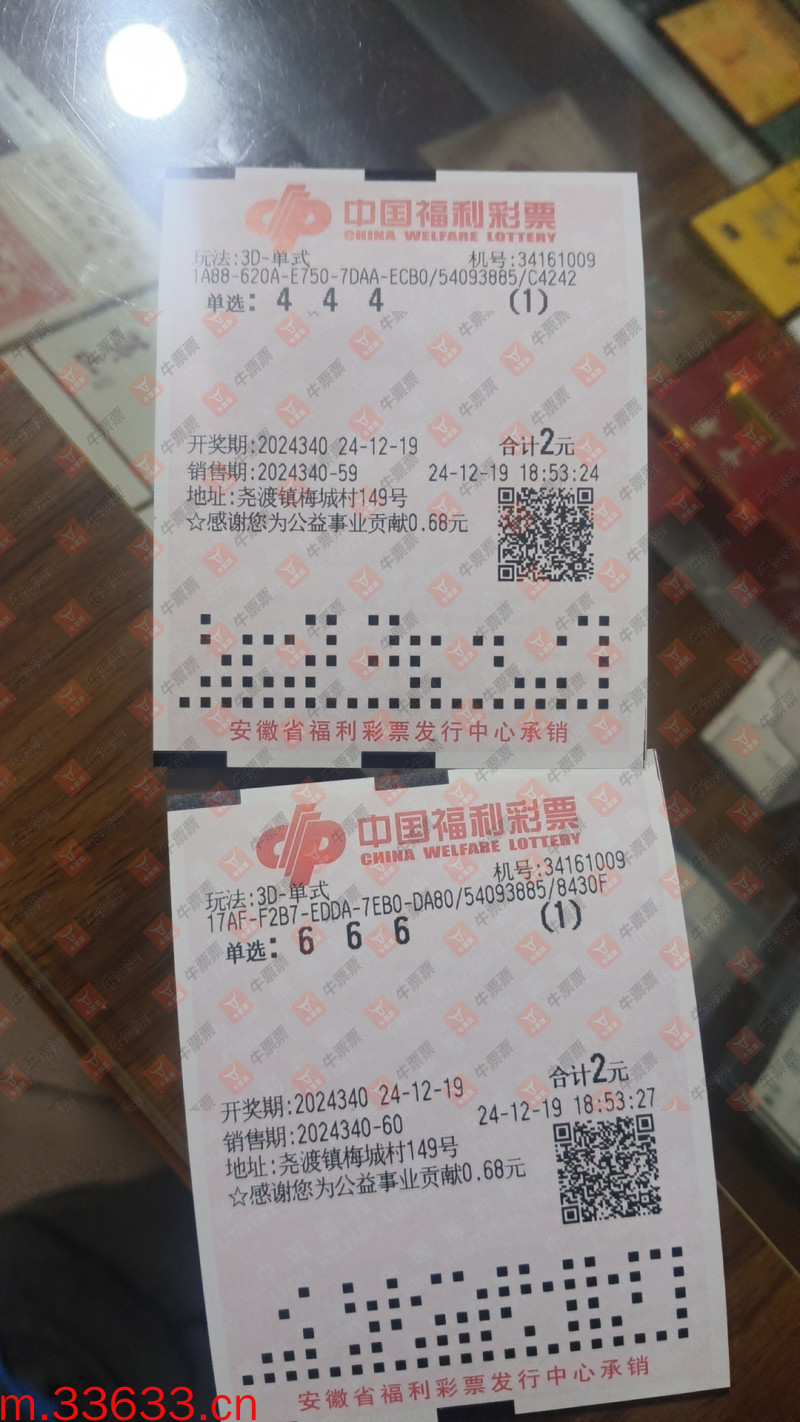 中国福利彩票
CHINA WELFARE LOTTERY
玩法:3D-单式 机号:34161009
1A88-620A-E750-7DAA-ECB0/54093885/C4242
单选: 4 4 4 (1)
开奖期:2024340 24-12-19 合计2元
销售期:2024340-59 24-12-19 18:53:24
地址:尧渡镇梅城村149号
☆感谢您为公益事业贡献0.68元
安徽省福利彩票发行中心承销
中国福利彩票
CHINA WELFARE LOTTERY
玩法:3D-单式 机号:34161009
17AF-F2B7-EDDA-7EB0-DA80/54093885/8430F
单选: 6 6 6 (1)
开奖期:2024340 24-12-19 合计2元
销售期:2024340-60 24-12-19 18:53:27
地址:尧渡镇梅城村149号
☆感谢您为公益事业贡献0.68元
安徽省福利彩票发行中心承销
牛票票
m.33633.cn